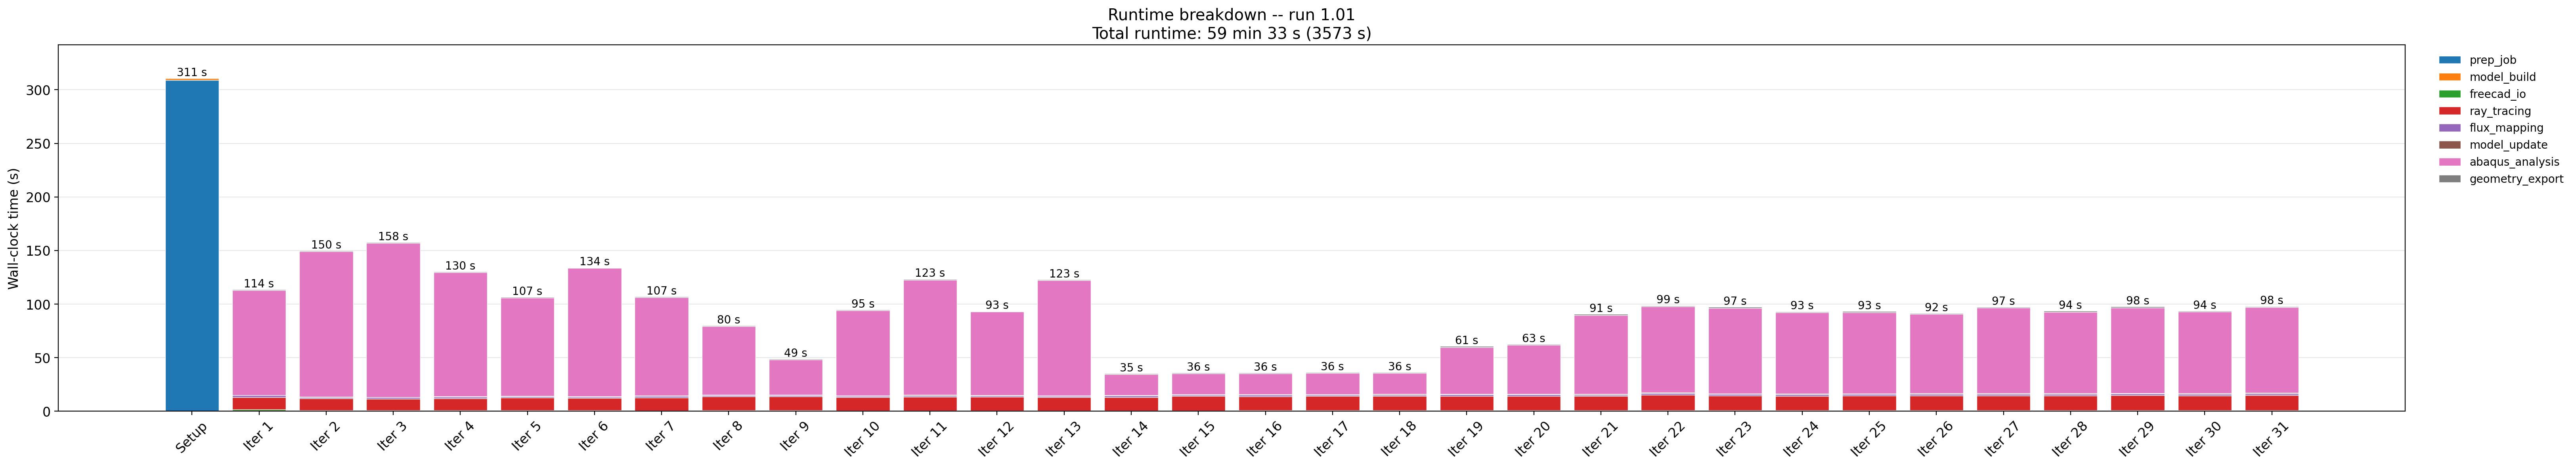 Runtime breakdown -- run 1.01
Total runtime: 59 min 33 s (3573 s)
Wall-clock time (s)
300
250
200
150
100
50
0
311 s
114 s
150 s
158 s
130 s
107 s
134 s
107 s
80 s
49 s
95 s
123 s
93 s
123 s
35 s
36 s
36 s
36 s
36 s
61 s
63 s
91 s
99 s
97 s
93 s
93 s
92 s
97 s
94 s
98 s
94 s
98 s
Setup
Iter 1
Iter 2
Iter 3
Iter 4
Iter 5
Iter 6
Iter 7
Iter 8
Iter 9
Iter 10
Iter 11
Iter 12
Iter 13
Iter 14
Iter 15
Iter 16
Iter 17
Iter 18
Iter 19
Iter 20
Iter 21
Iter 22
Iter 23
Iter 24
Iter 25
Iter 26
Iter 27
Iter 28
Iter 29
Iter 30
Iter 31
prep_job
model_build
freecad_io
ray_tracing
flux_mapping
model_update
abaqus_analysis
geometry_export